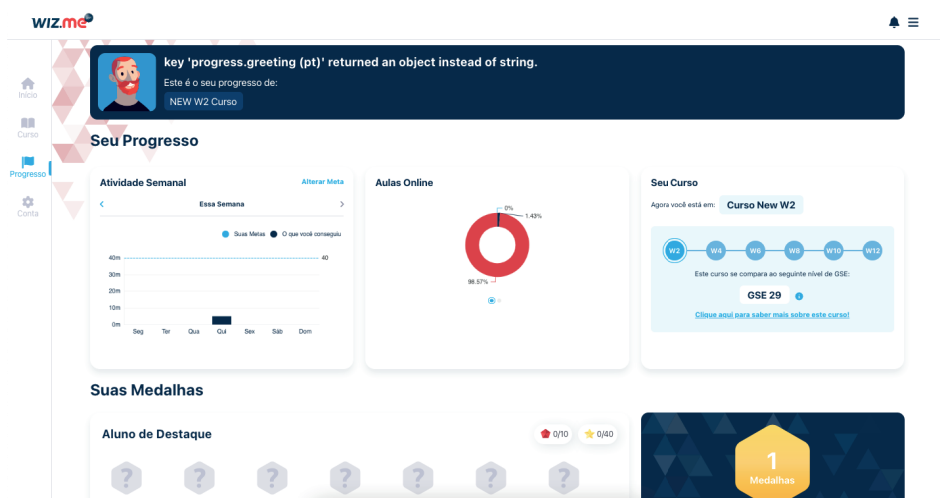 wiz.me
key 'progress.greeting (pt)' returned an object instead of string.
Este é o seu progresso de:
NEW W2 Curso
Início
Curso
Progresso
Conta
Seu Progresso
Atividade Semanal
Alterar Meta
Essa Semana
Suas Metas
O que você conseguiu
40m
40
30m
20m
10m
0m
Seg Ter Qua Qui Sex Sáb Dom
Aulas Online
0%
1.43%
98.57%
Seu Curso
Agora você está em: Curso New W2
W2 W4 W6 W8 W10 W12
Este curso se compara ao seguinte nível de GSE:
GSE 29
Clique aqui para saber mais sobre este curso!
Suas Medalhas
Aluno de Destaque
0/10
0/40
? ? ? ? ? ? ?
1
Medalhas